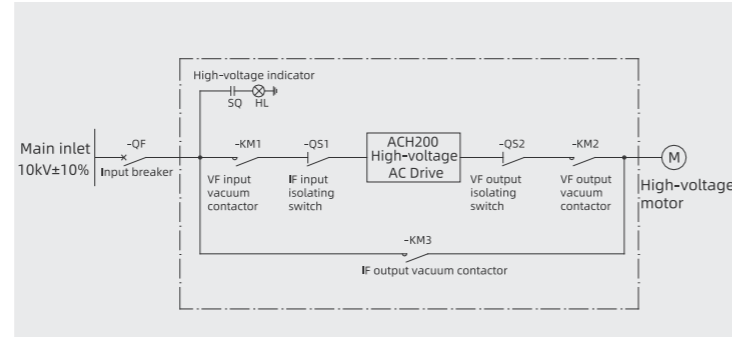 High-voltage indicator
SQ HL
Main inlet
10kV±10%
-QF
Input breaker
-KM1
VF input
vacuum
contactor
-QS1
IF input
isolating
switch
ACH200
High-voltage
AC Drive
-QS2
VF output
isolating
switch
-KM2
VF output
vacuum
contactor
M
High-voltage
motor
-KM3
IF output vacuum contactor